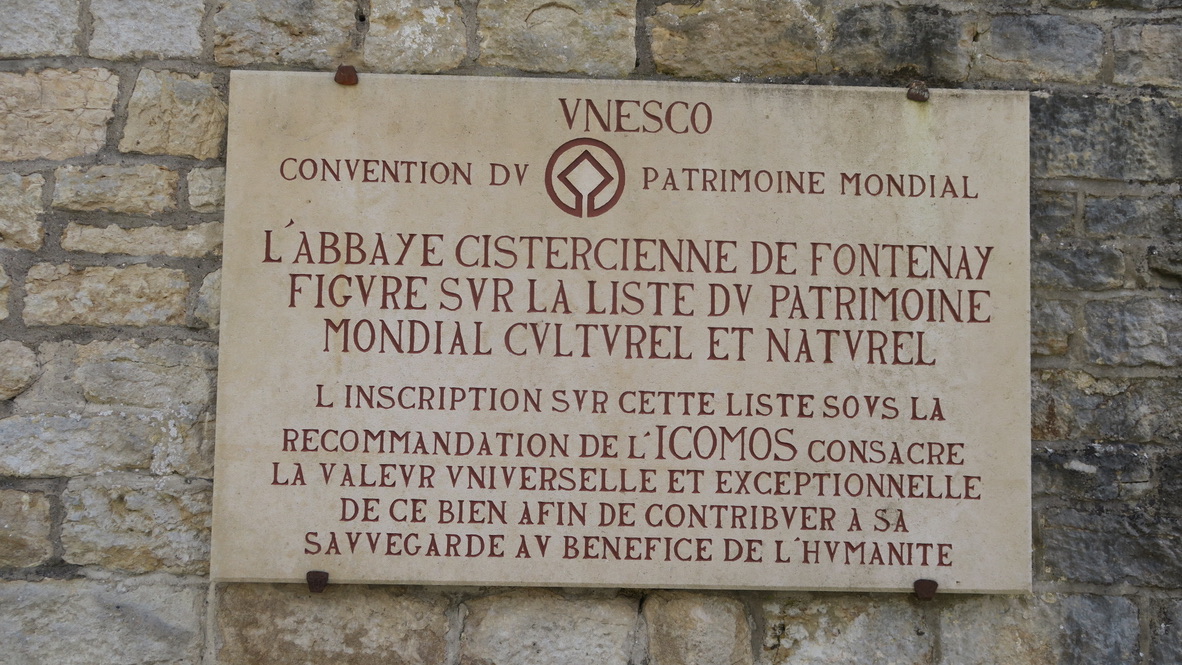 VNESCO
CONVENTION DV PATRIMOINE MONDIAL
L'ABBAYE CISTERCIENNE DE FONTENAY
FIGVRE SVR LA LISTE DV PATRIMOINE
MONDIAL CVLTVREL ET NATVREL
L INSCRIPTION SVR CETTE LISTE SOVS LA
RECOMMANDATION DE L'ICOMOS CONSACRE
LA VALEVR VNIVERSELLE ET EXCEPTIONNELLE
DE CE BIEN AFIN DE CONTRIBVER A SA
SAVVEGARDE AV BENEFICE DE L'HVMANITE